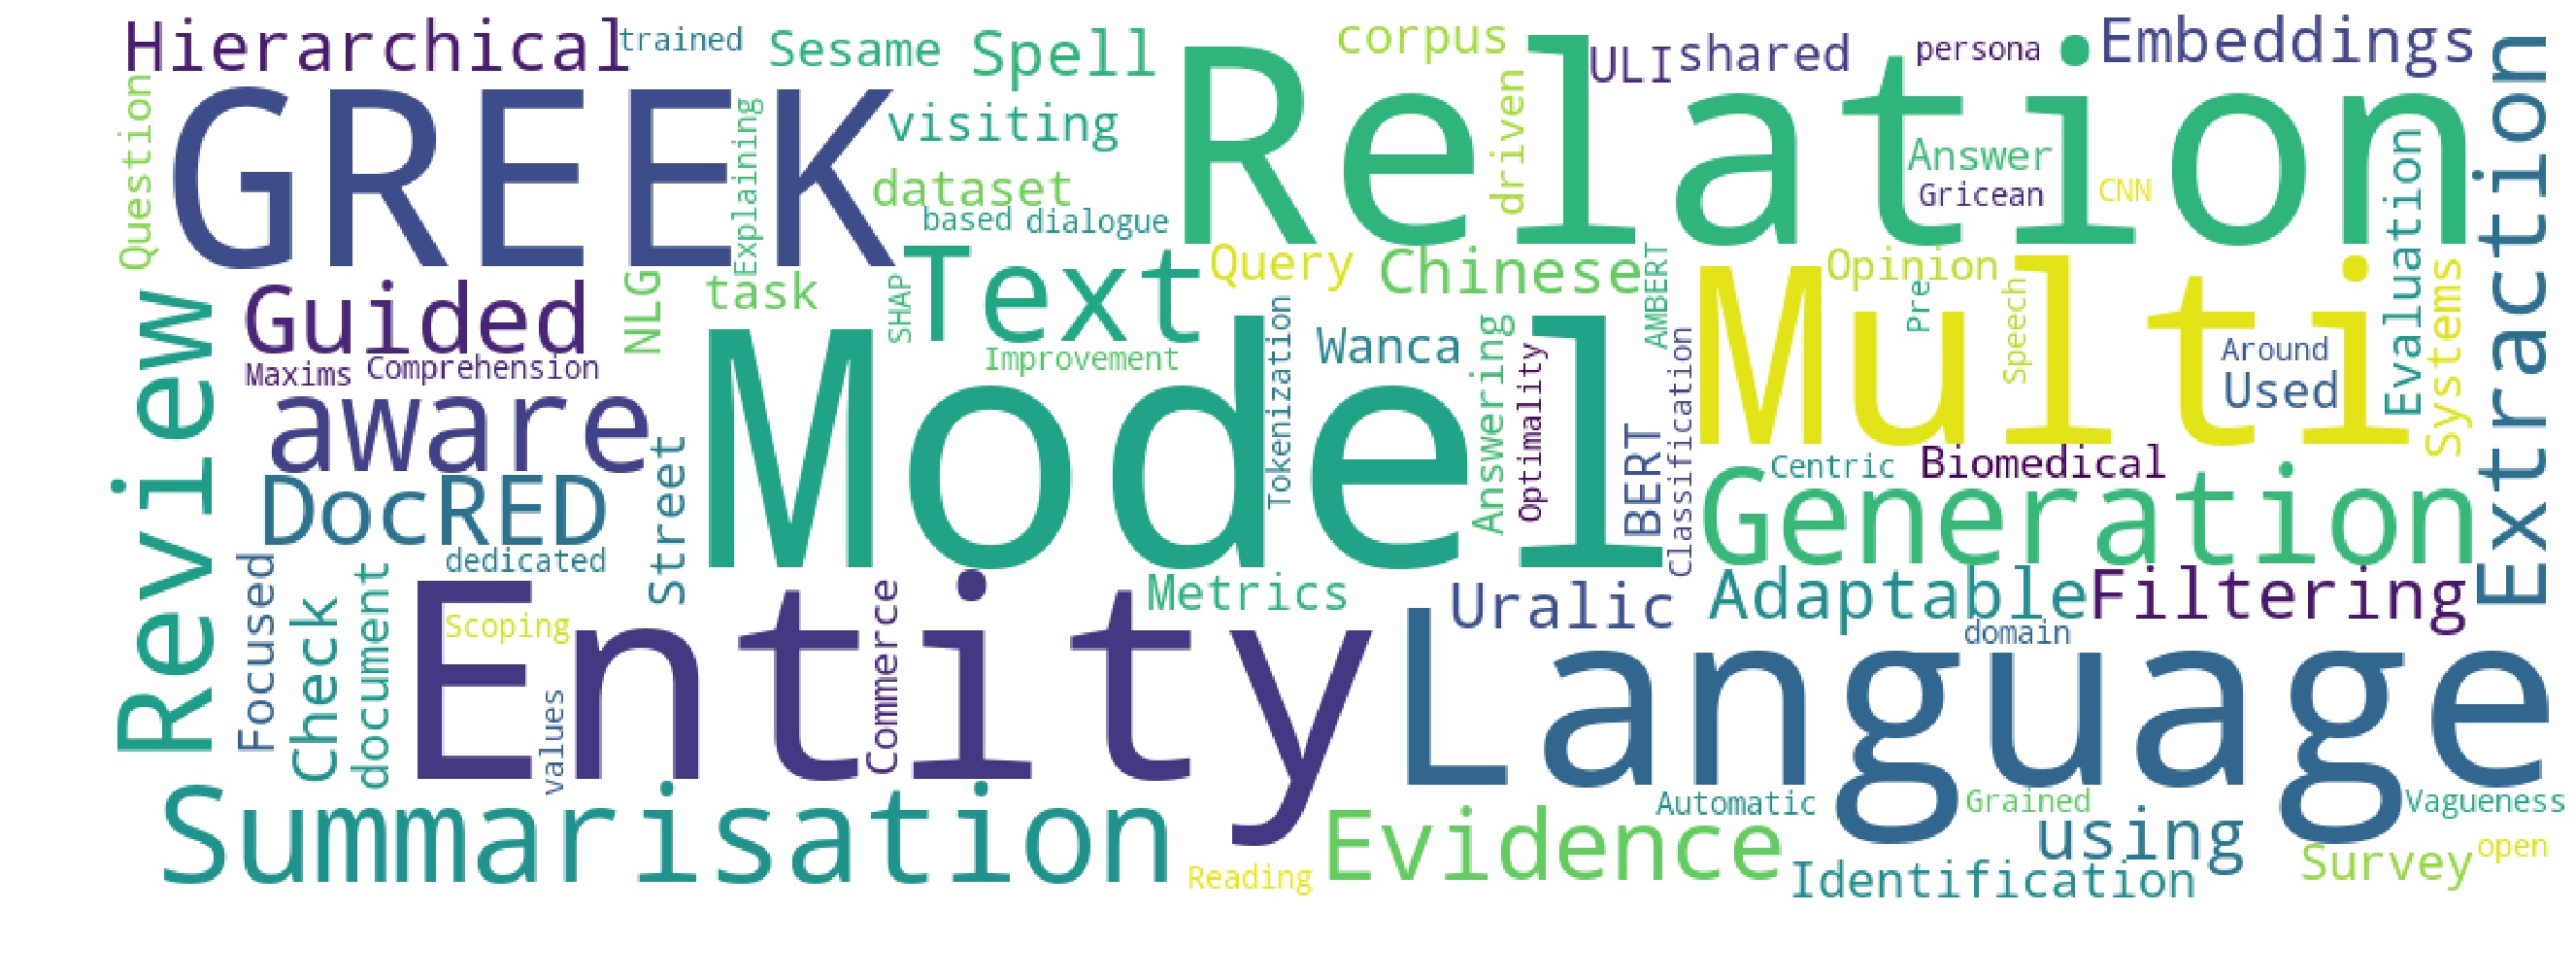 Hierarchical
trained
Sesame
Spell
corpus
ULI
shared
persona
Embeddings
Question
GREEK
Explaining
visiting
dataset
based
dialogue
Relation
driven
Answer
Gricean
CNN
Evaluation
Extraction
Guided
NLG
task
SHAP
Text
Query
Chinese
AMBERT
Opinion
Multi
Pre
Speech
Systems
Review
Maxims
Comprehension
Improvement
Tokenization
Wanca
Answering
Optimality
Classification
Around
Used
aware
Street
Model
BERT
Centric
Biomedical
Generation
DocRED
dedicated
Focused
Check
document
Scoping
values
Entity
Commerce
Metrics
Uralic
Adaptable
Filtering
domain
Language
Summarisation
Reading
Evidence
Automatic
Grained
Vagueness
using
Identification
Survey
open